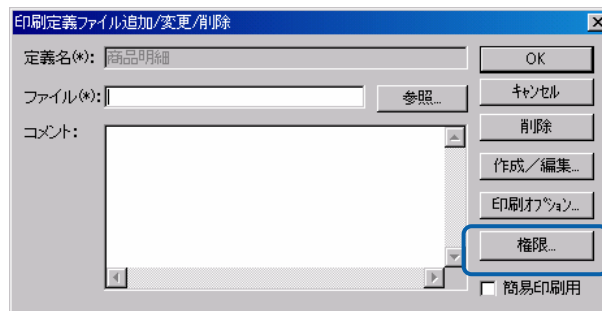 印刷定義ファイル追加/変更/削除
定義名(*): 商品明細
ファイル(*):
参照...
コメント:
OK
キャンセル
削除
作成／編集...
印刷オプション...
権限...
簡易印刷用